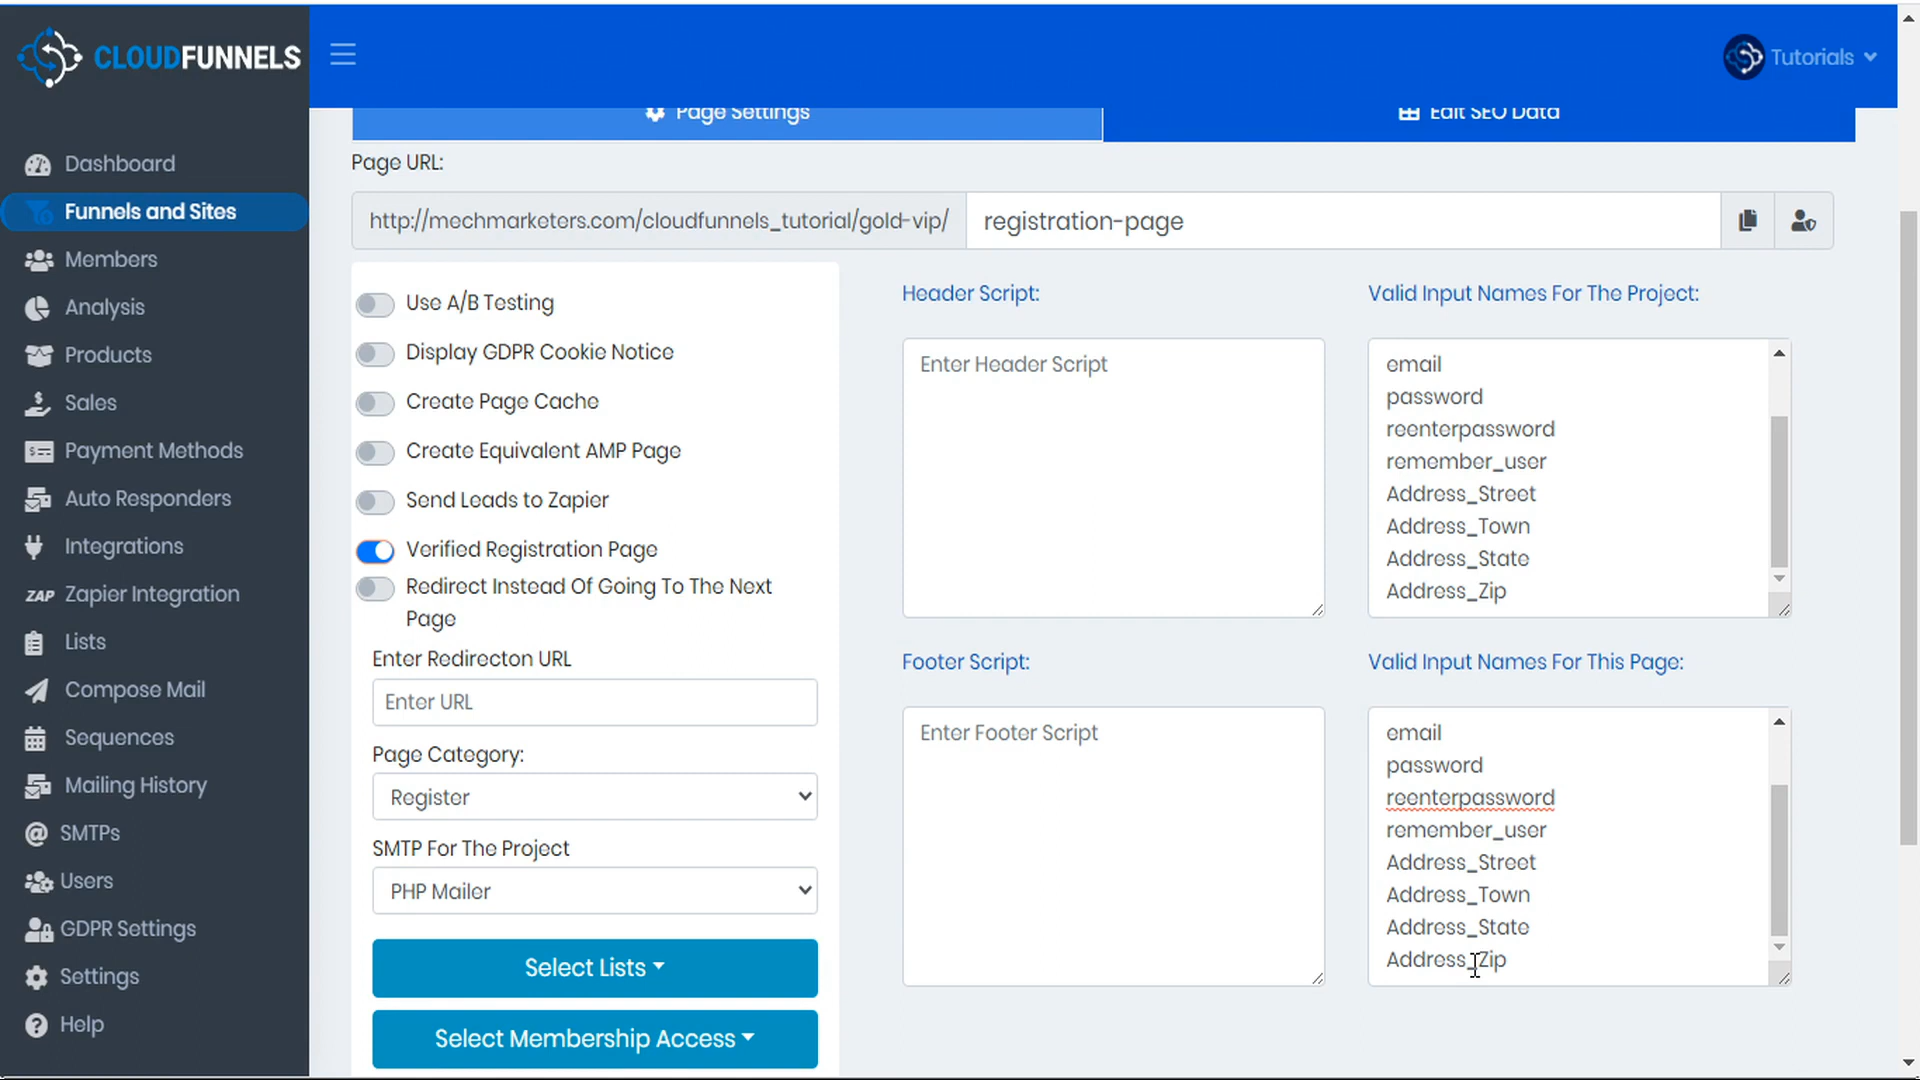 CLOUDFUNNELS
Tutorials
Dashboard
Funnels and Sites
Members
Analysis
Products
Sales
Payment Methods
Auto Responders
Integrations
ZAP Zapier Integration
Lists
Compose Mail
Sequences
Mailing History
SMTPs
Users
GDPR Settings
Settings
Help
Page Settings
Edit SEO Data
Page URL:
http://mechmarketers.com/cloudfunnels_tutorial/gold-vip/ registration-page
Use A/B Testing
Display GDPR Cookie Notice
Create Page Cache
Create Equivalent AMP Page
Send Leads to Zapier
Verified Registration Page
Redirect Instead Of Going To The Next
Page
Enter Redirecton URL
Enter URL
Page Category:
Register
SMTP For The Project
PHP Mailer
Select Lists
Select Membership Access
Header Script:
Enter Header Script
Footer Script:
Enter Footer Script
Valid Input Names For The Project:
email
password
reenterpassword
remember_user
Address_Street
Address_Town
Address_State
Address_Zip
Valid Input Names For This Page:
email
password
reenterpassword
remember_user
Address_Street
Address_Town
Address_State
Address_Zip